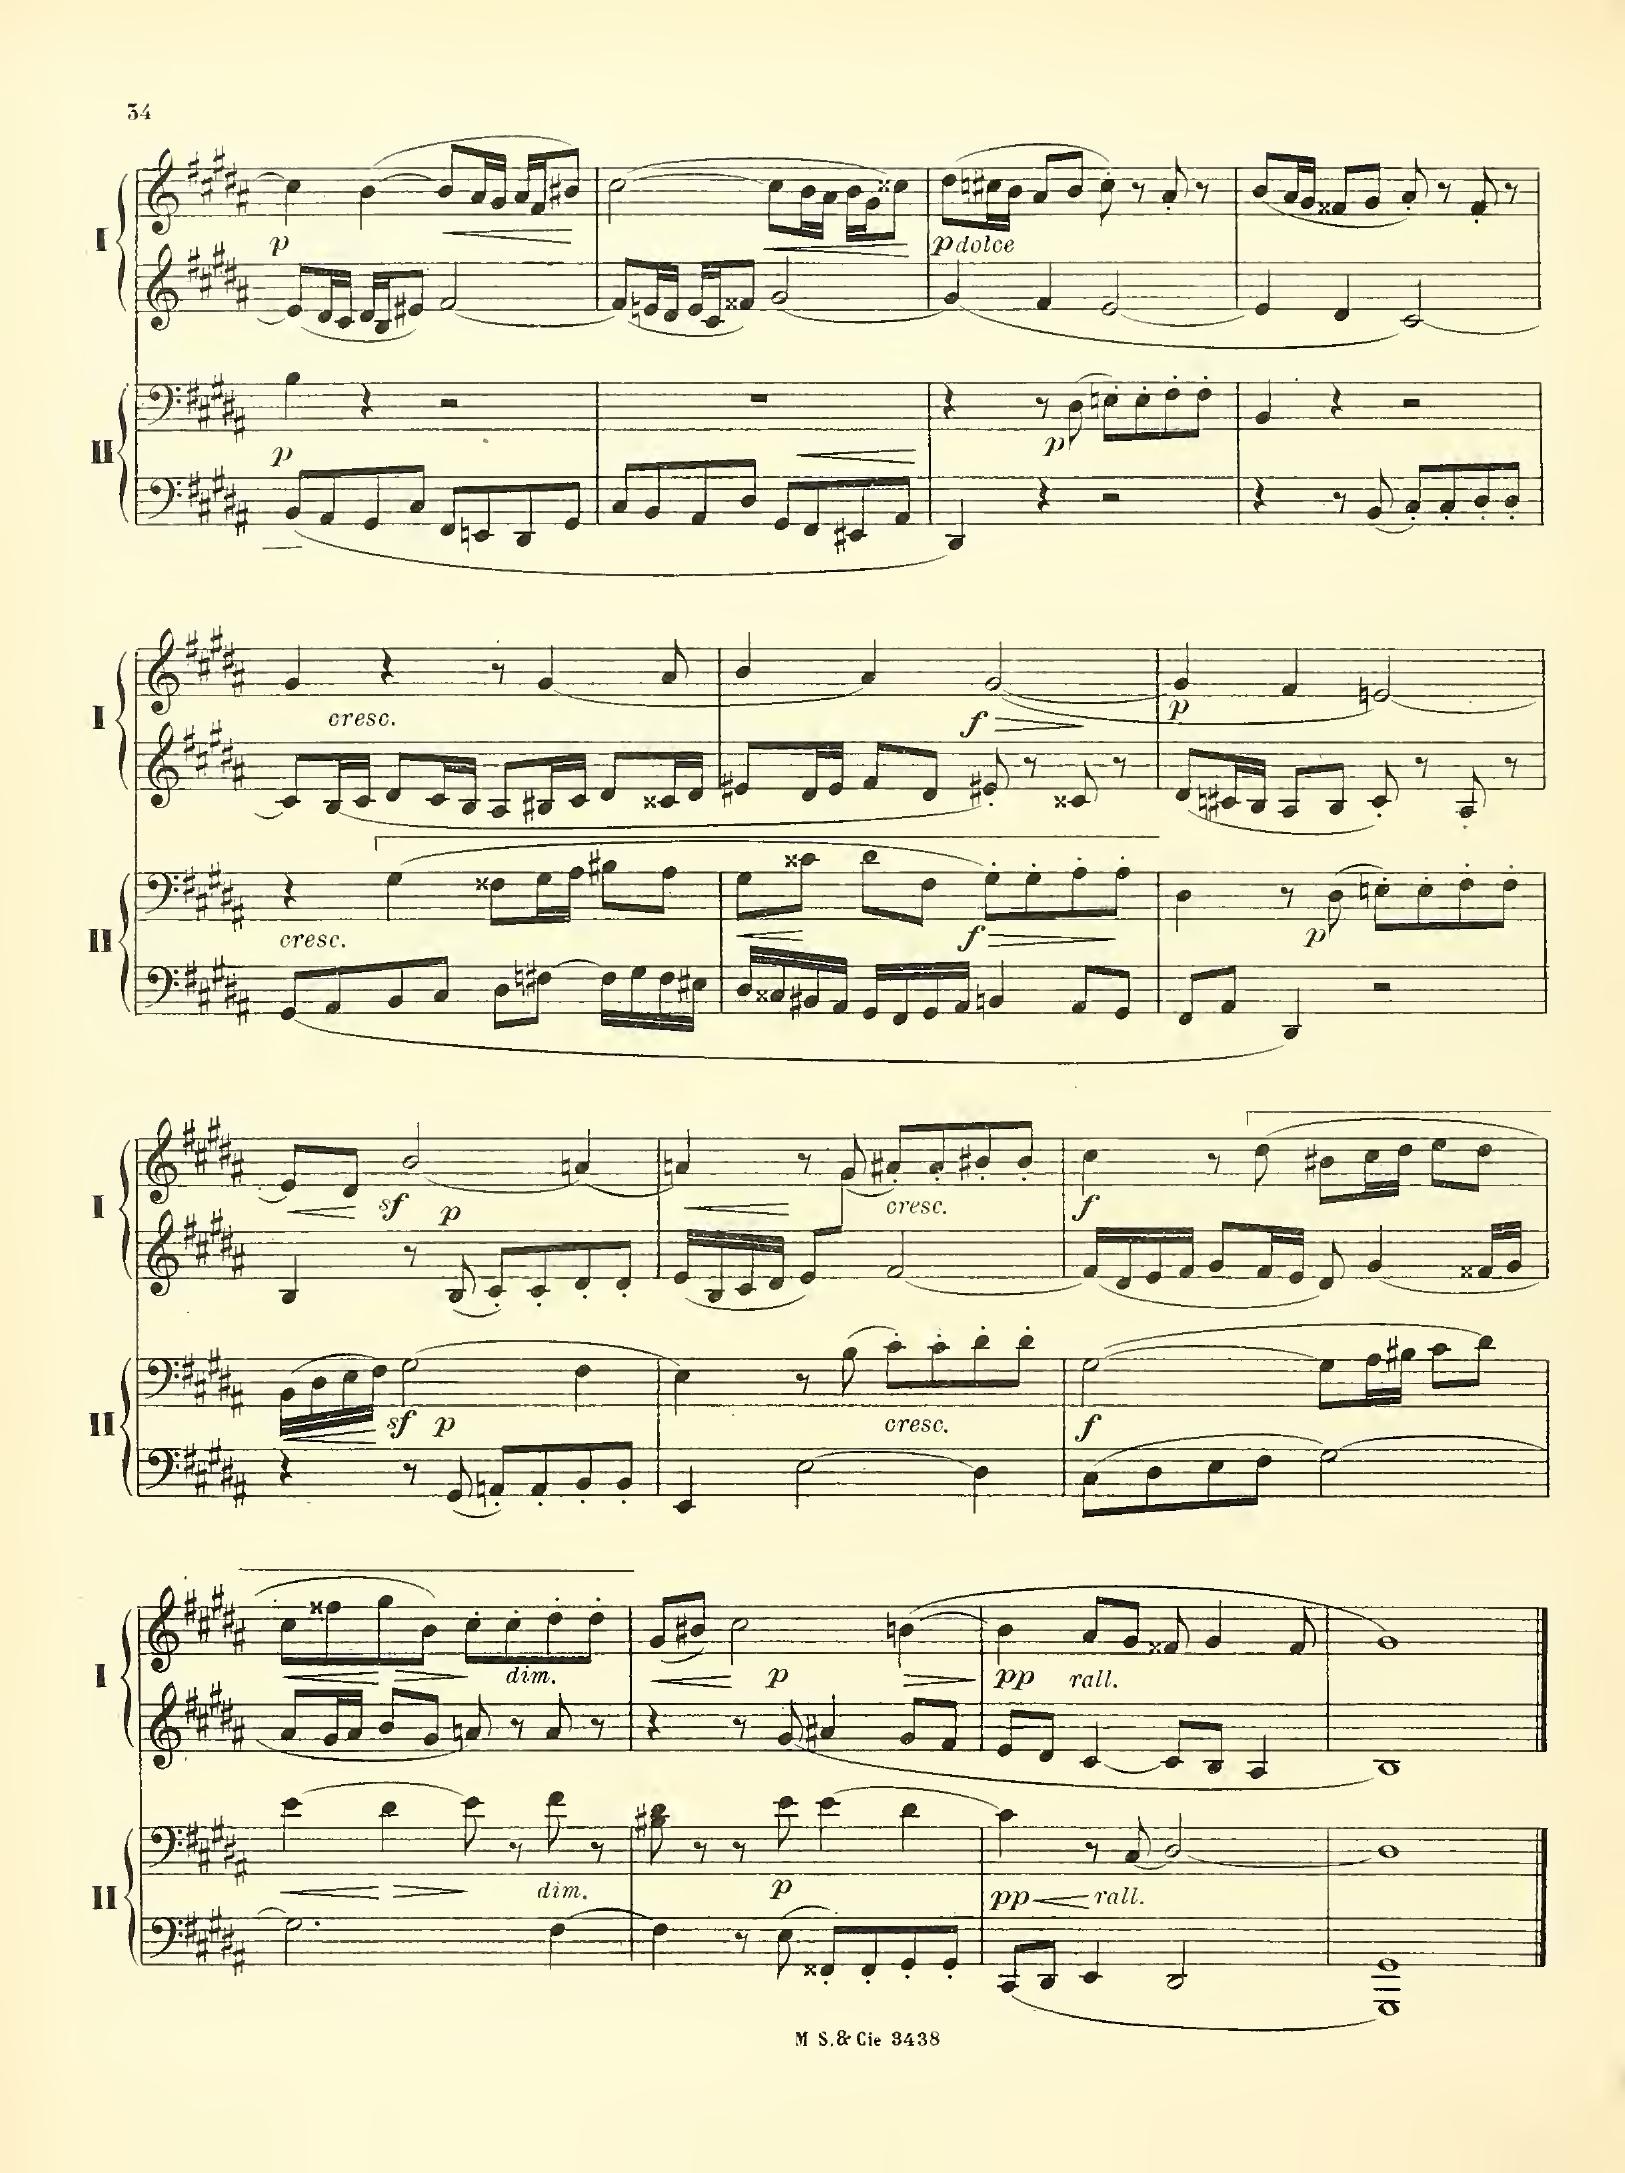 34
I
p
p dolce
II
p
p
I
cresc.
f
p
II
cresc.
f
p
I
sf p
cresc.
f
II
sf p
cresc.
f
I
dim.
p
pp rall.
II
dim.
p
pp rall.
M S.& Cie 3438